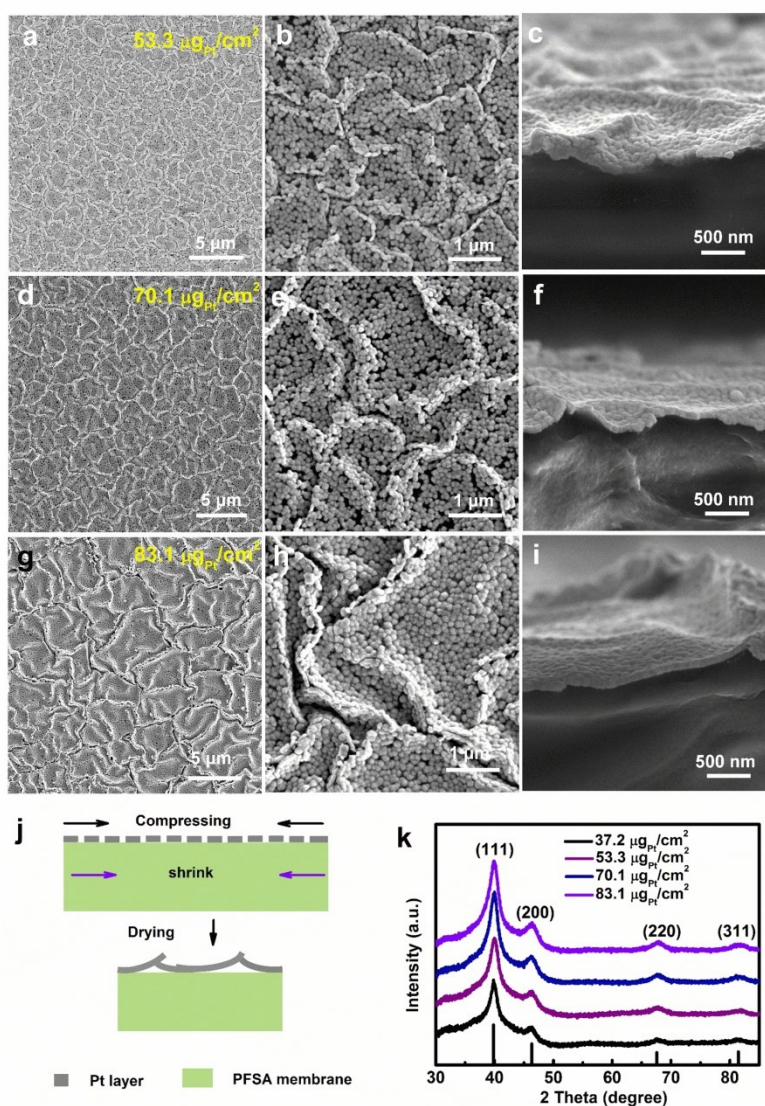 a
53.3 μgPt/cm²
5 μm
b
1 μm
c
500 nm
d
70.1 μgPt/cm²
5 μm
e
1 μm
f
500 nm
g
83.1 μgPt/cm²
5 μm
h
1 μm
i
500 nm
j
Compressing
shrink
Drying
Pt layer
PFSA membrane
k
(111)
(200)
(220)
(311)
37.2 μgPt/cm²
53.3 μgPt/cm²
70.1 μgPt/cm²
83.1 μgPt/cm²
Intensity (a.u.)
30 40 50 60 70 80
2 Theta (degree)